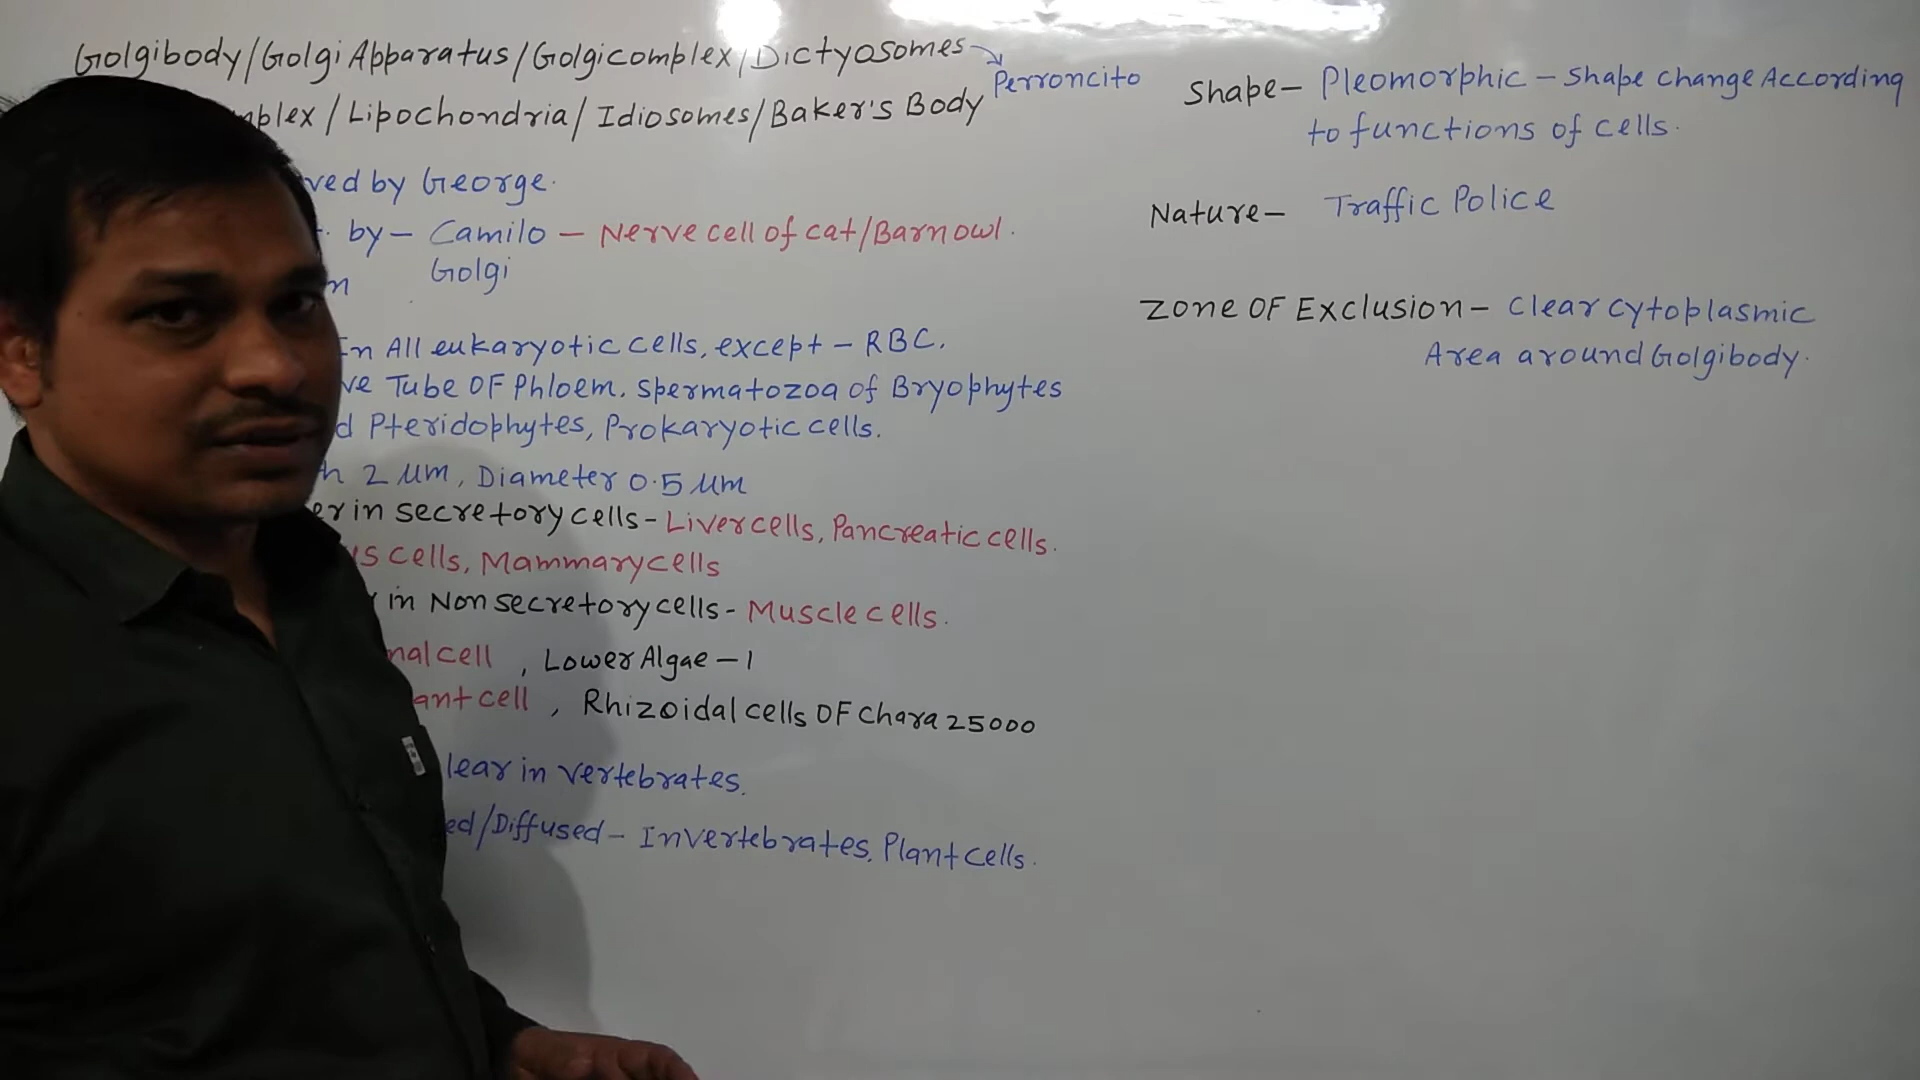 Golgibody/Golgi Apparatus/Golgicomplex/Dictyosomes
Perroncito
mplex/Lipochondria/Idiosomes/Baker's Body
ved by George.
by- Camilo - Nerve cell of cat/Barn owl.
Golgi
In All eukaryotic cells, except - RBC.
ve Tube OF Phloem. Spermatozoa of Bryophytes
d Pteridophytes, Prokaryotic cells.
h 2 µm, Diameter 0.5 µm
er in secretory cells- Liver cells, Pancreatic cells.
us cells, Mammary cells
in Non secretory cells- Muscle cells.
mal cell, Lower Algae - 1
ant cell, Rhizoidal cells OF Chara 25000
lear in vertebrates.
ed/Diffused- Invertebrates, Plant cells.
Shape- Pleomorphic - Shape change According
to functions of cells.
Nature- Traffic Police
Zone OF Exclusion- Clear cytoplasmic
Area around Golgibody.